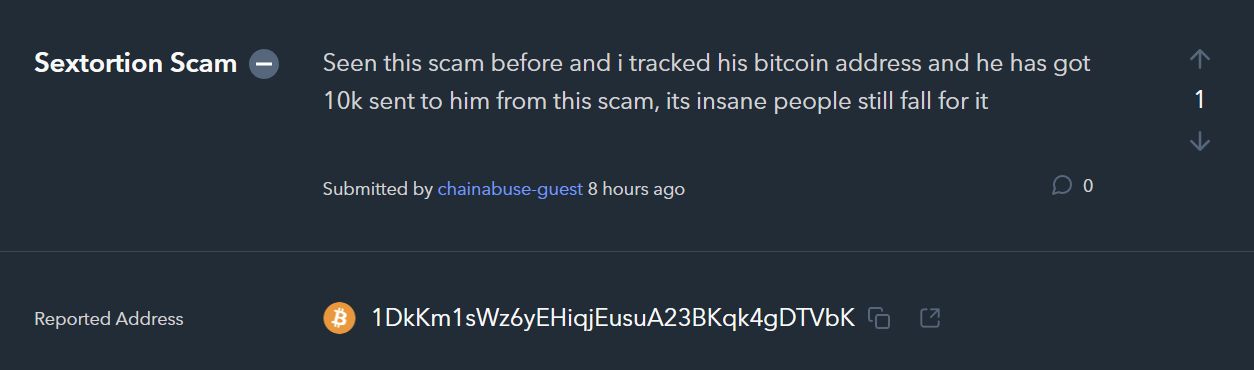 Sextortion Scam
Seen this scam before and i tracked his bitcoin address and he has got
10k sent to him from this scam, its insane people still fall for it
1
Submitted by chainabuse-guest 8 hours ago
0
Reported Address
1DkKm1sWz6yEHiqjEusuA23BKqk4gDTVbK